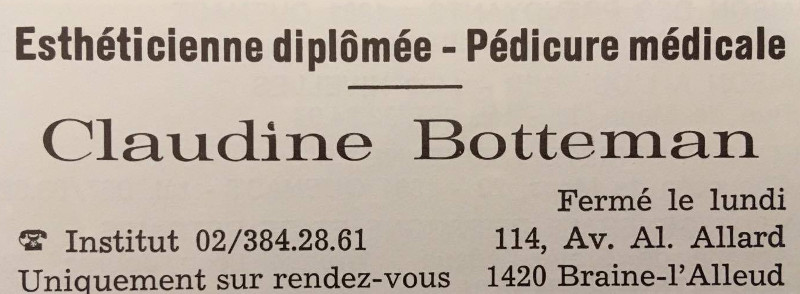 Esthéticienne diplômée - Pédicure médicale
Claudine Botteman
Fermé le lundi
☎ Institut 02/384.28.61 114, Av. Al. Allard
Uniquement sur rendez-vous 1420 Braine-l'Alleud